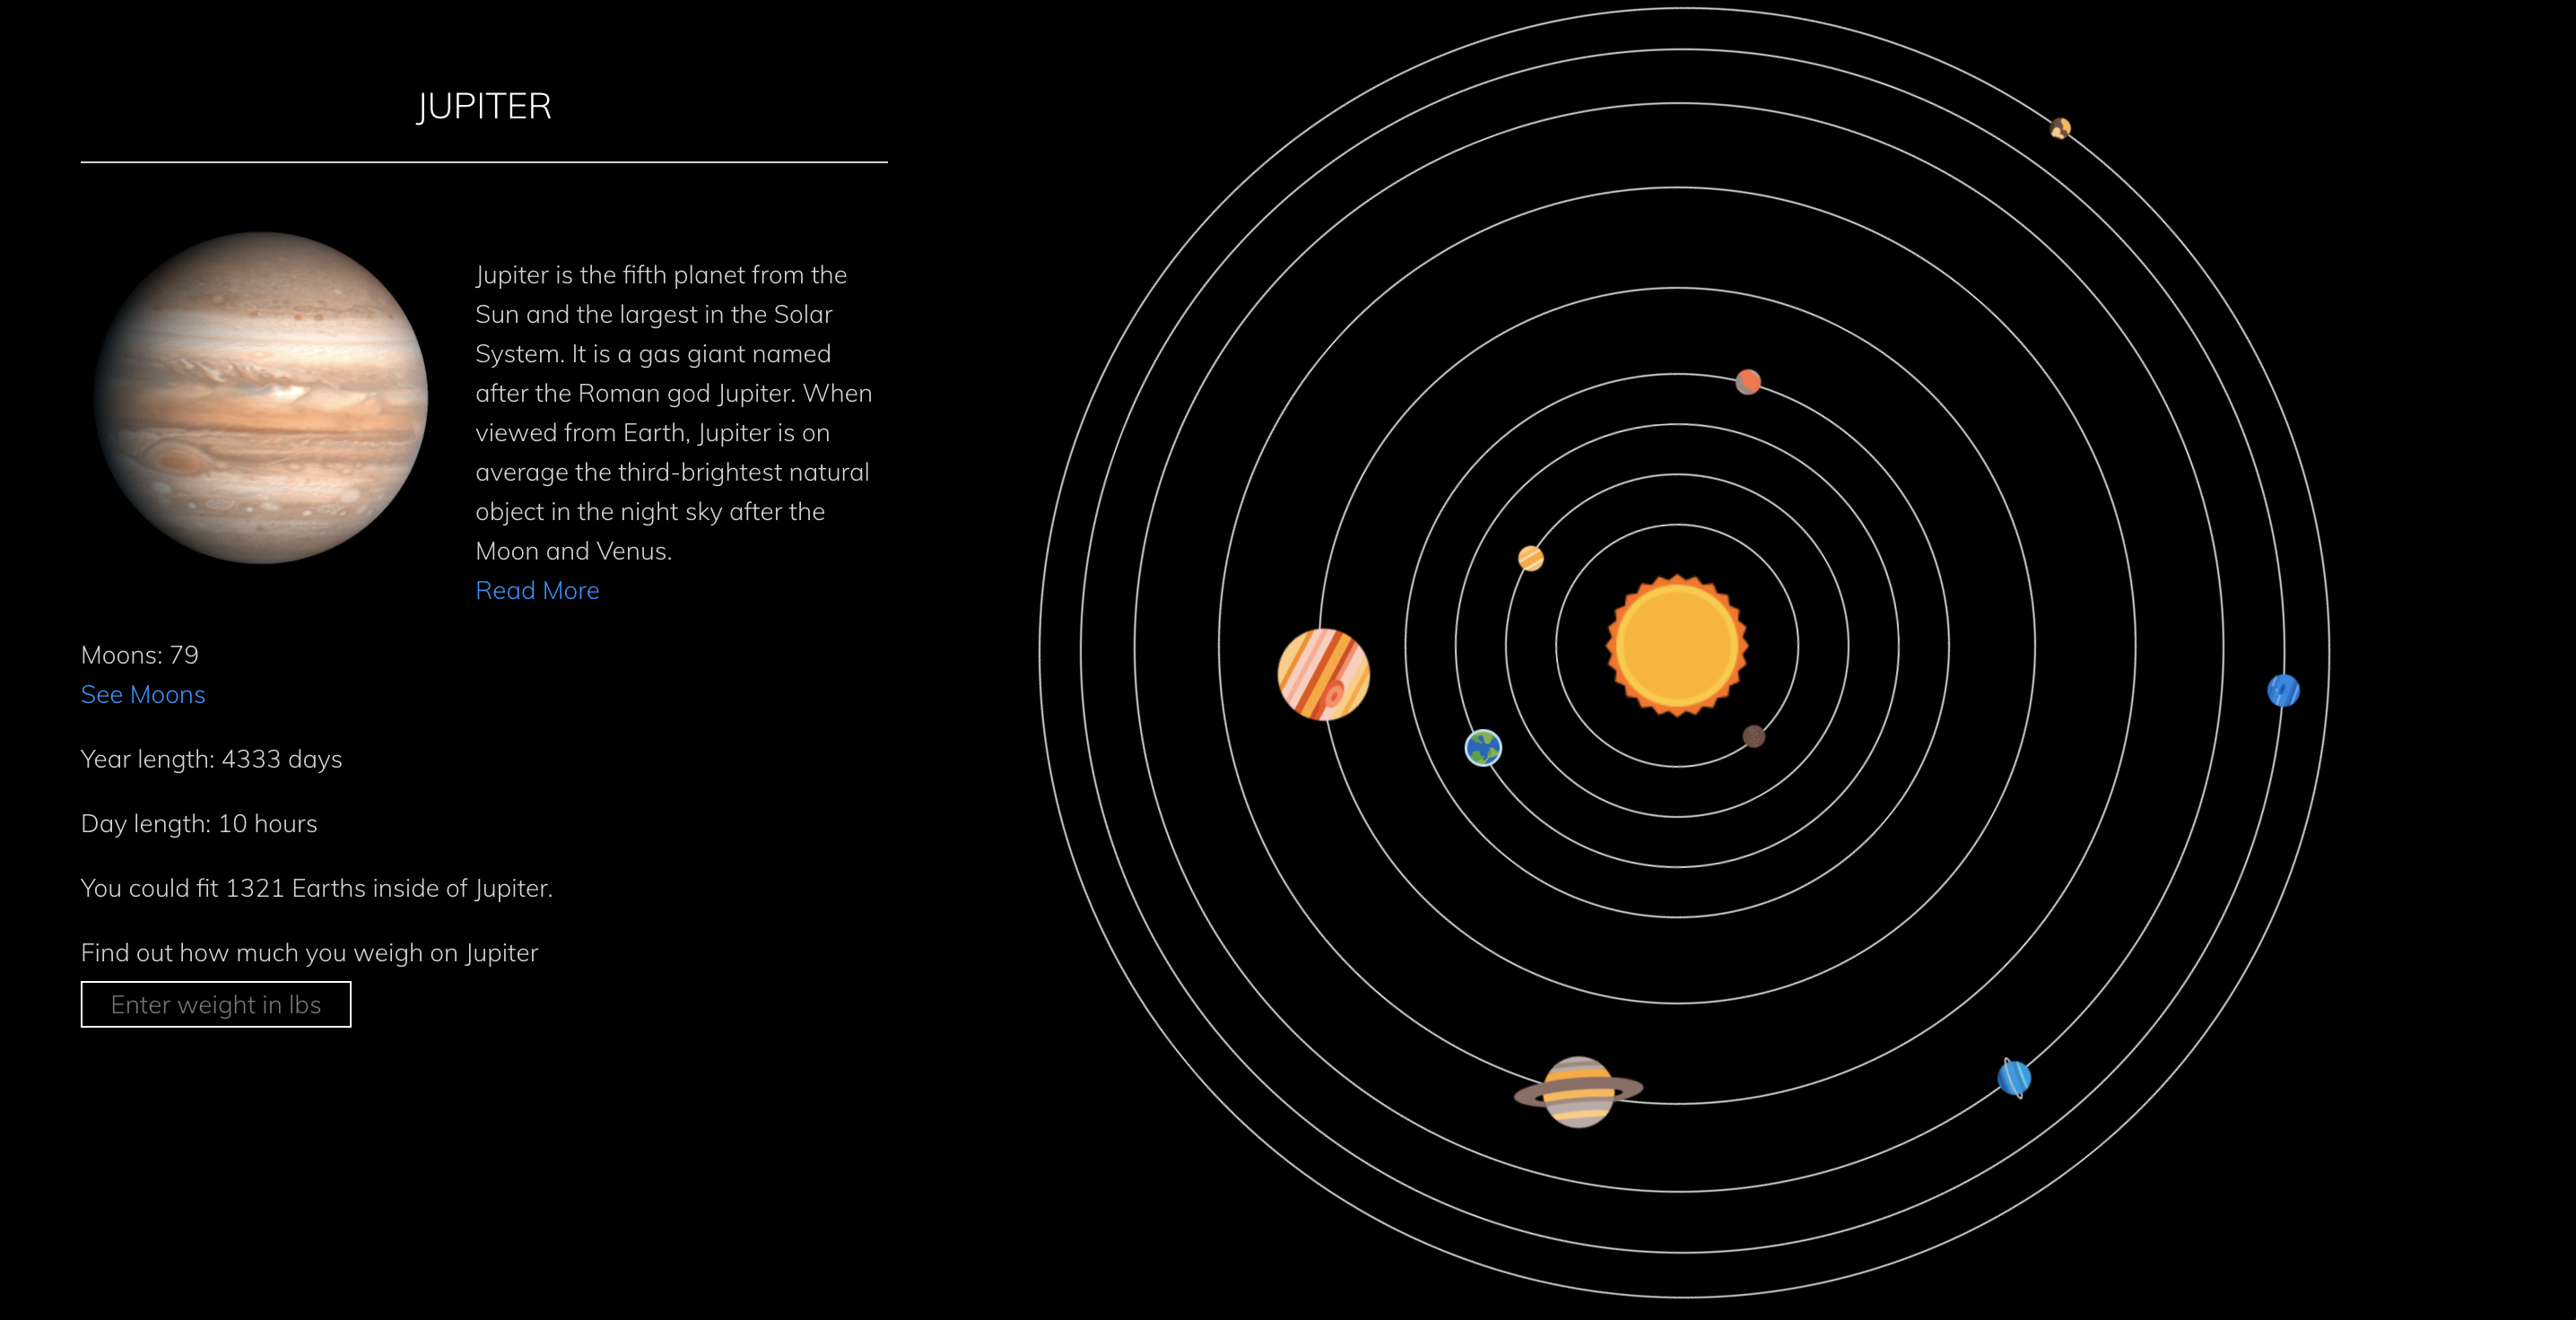 JUPITER
Jupiter is the fifth planet from the
Sun and the largest in the Solar
System. It is a gas giant named
after the Roman god Jupiter. When
viewed from Earth, Jupiter is on
average the third-brightest natural
object in the night sky after the
Moon and Venus.
Read More
Moons: 79
See Moons
Year length: 4333 days
Day length: 10 hours
You could fit 1321 Earths inside of Jupiter.
Find out how much you weigh on Jupiter
Enter weight in lbs